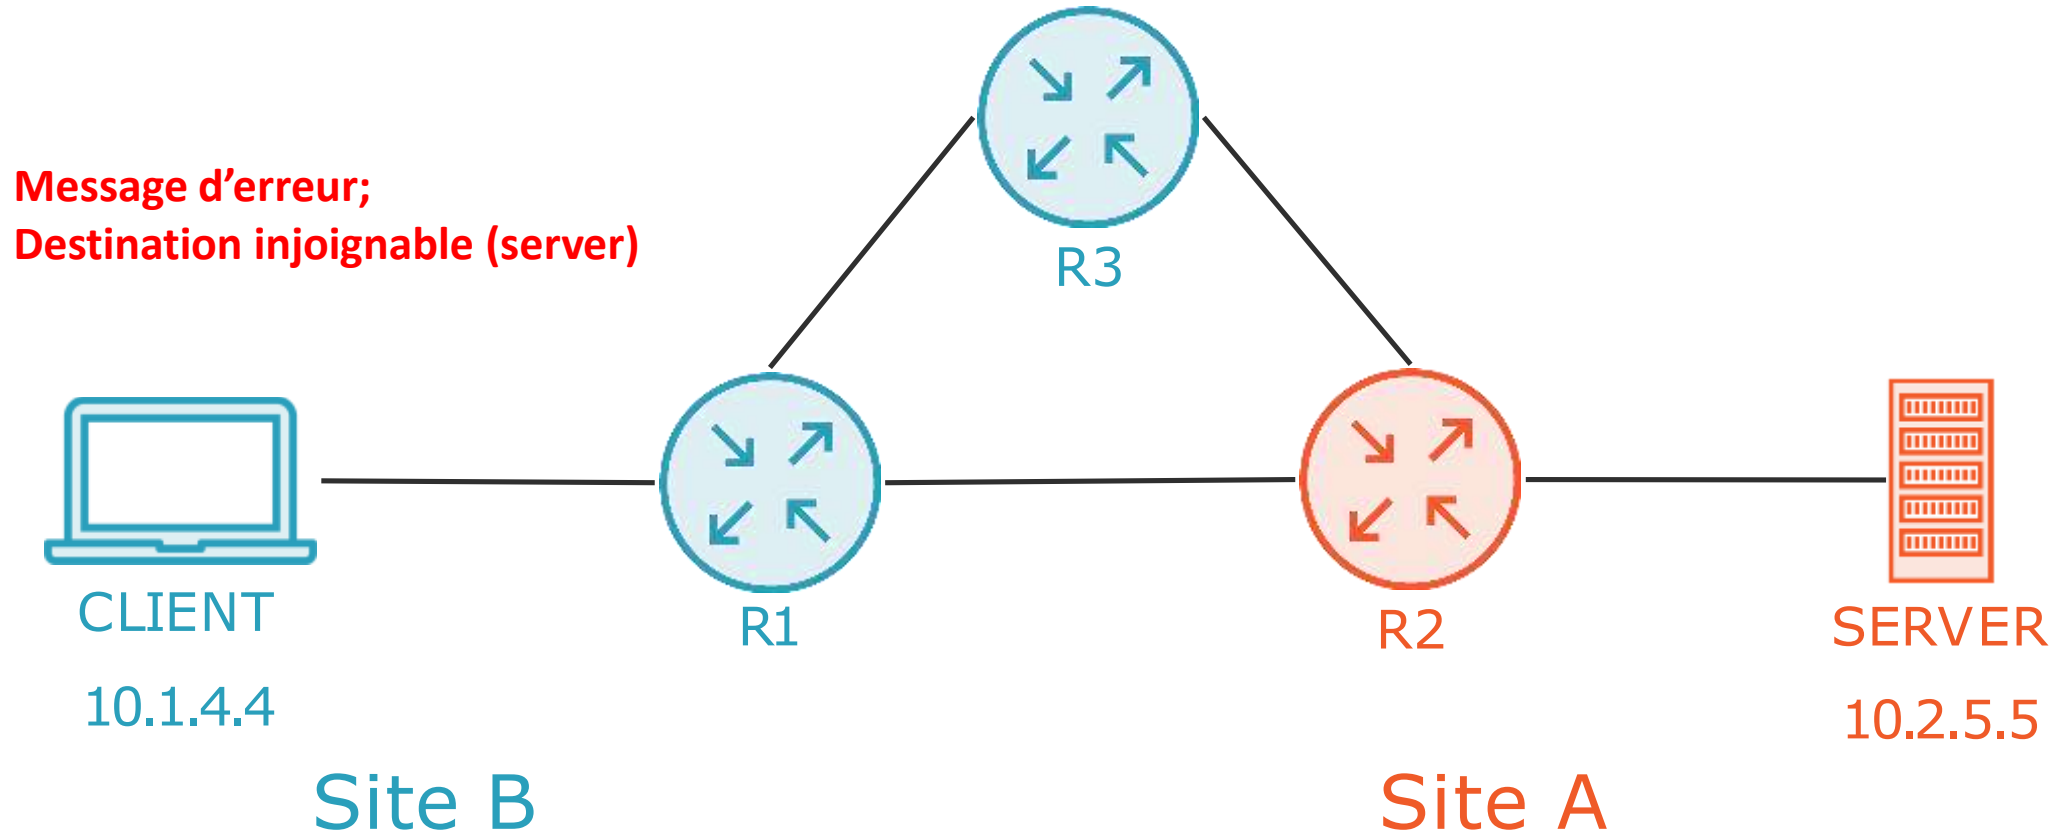 Message d’erreur;
Destination injoignable (server)
R3
CLIENT
R1
R2
SERVER
10.1.4.4
10.2.5.5
Site B
Site A